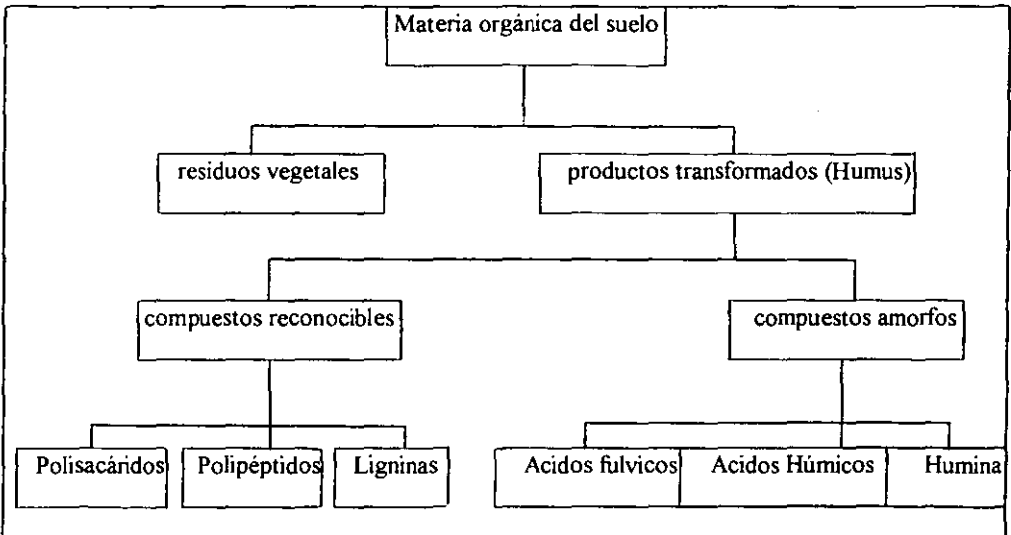 Materia orgánica del suelo
residuos vegetales
productos transformados (Humus)
compuestos reconocibles
compuestos amorfos
Polisacáridos
Polipéptidos
Ligninas
Acidos fulvicos
Acidos Húmicos
Humina